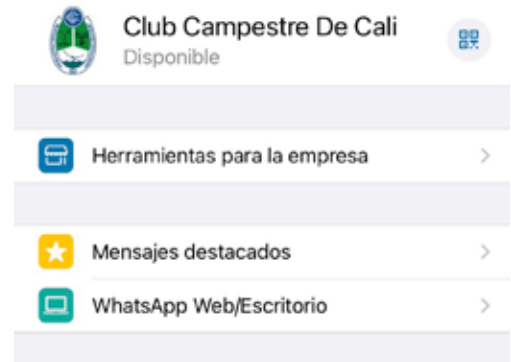 Club Campestre De Cali
Disponible
Herramientas para la empresa
Mensajes destacados
WhatsApp Web/Escritorio